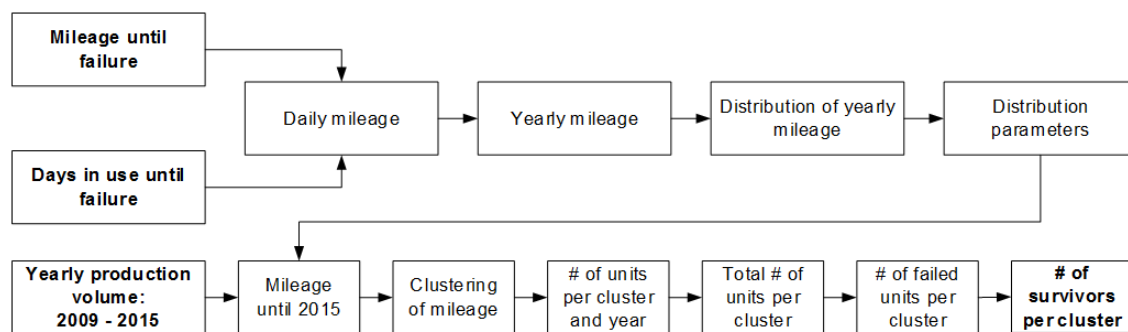 Mileage until
failure
Daily mileage
Yearly mileage
Distribution of yearly
mileage
Distribution
parameters
Days in use until
failure
Yearly production
volume:
2009 - 2015
Mileage
until 2015
Clustering
of mileage
# of units
per cluster
and year
Total # of
units per
cluster
# of failed
units per
cluster
# of
survivors
per cluster